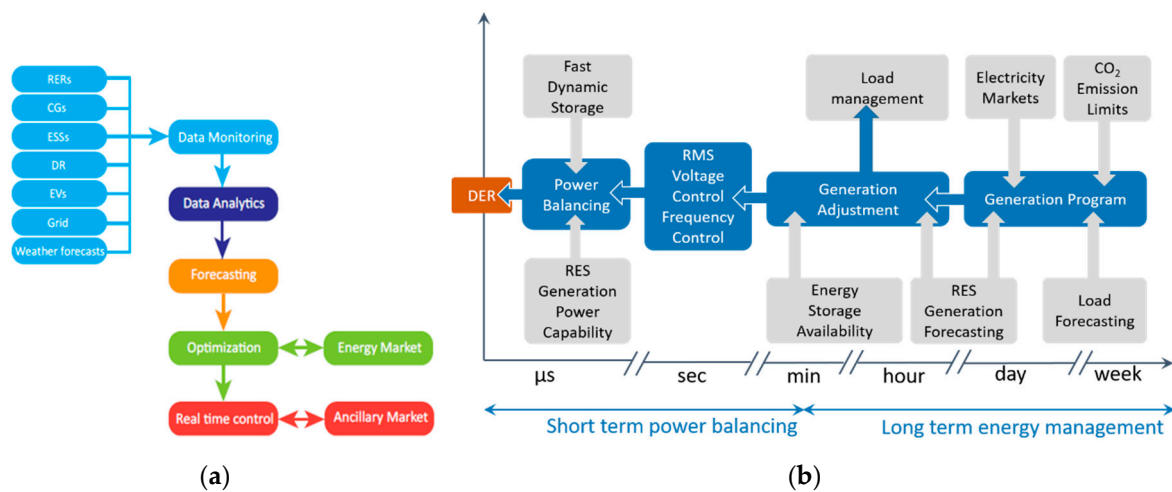 RERs
CGs
ESSs
DR
EVs
Grid
Weather forecasts
Data Monitoring
Data Analytics
Forecasting
Optimization
Energy Market
Real time control
Ancillary Market
(a)
Fast
Dynamic
Storage
Load
management
Electricity
Markets
CO₂
Emission
Limits
DER
Power
Balancing
RMS
Voltage
Control
Frequency
Control
Generation
Adjustment
Generation Program
RES
Generation
Power
Capability
Energy
Storage
Availability
RES
Generation
Forecasting
Load
Forecasting
µs
sec
min
hour
day
week
Short term power balancing
Long term energy management
(b)